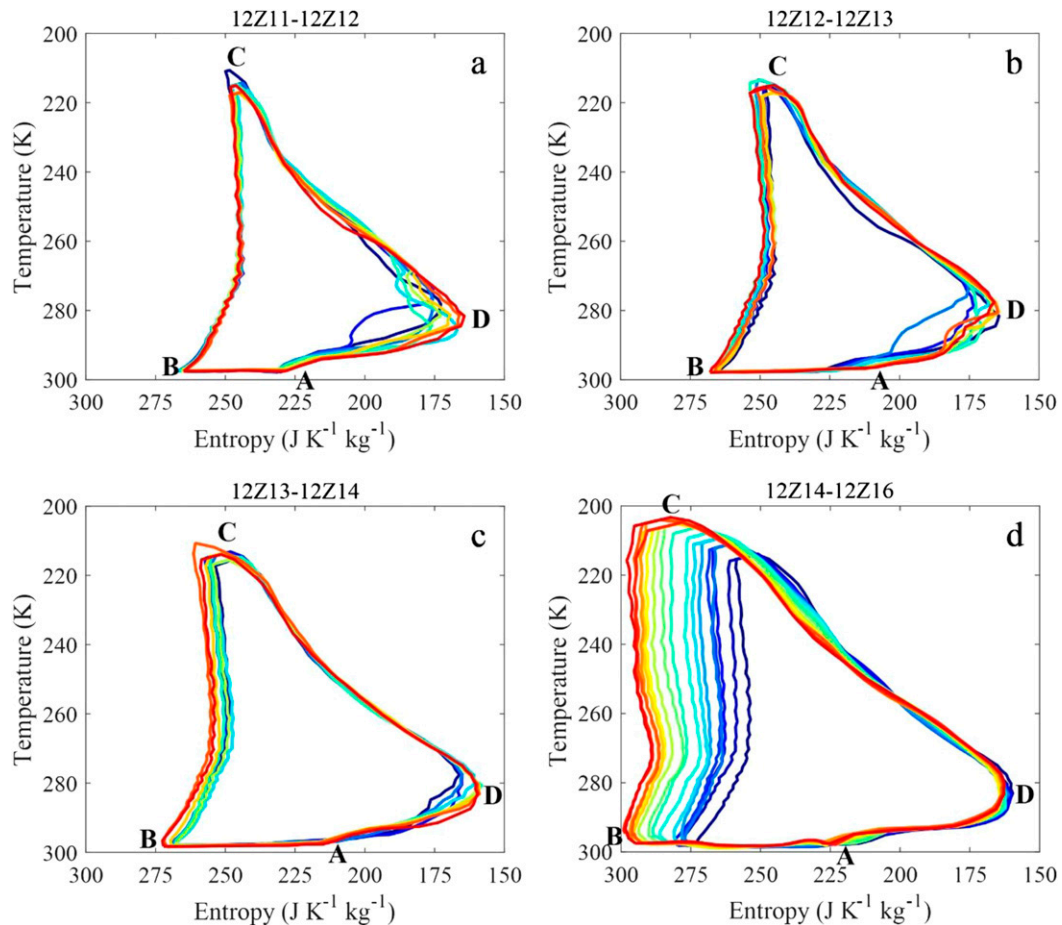 12Z11-12Z12
200
220
240
260
280
300
Temperature (K)
a
C
D
B
A
300
275
250
225
200
175
150
Entropy (J K⁻¹ kg⁻¹)
12Z12-12Z13
200
220
240
260
280
300
Temperature (K)
b
C
D
B
A
300
275
250
225
200
175
150
Entropy (J K⁻¹ kg⁻¹)
12Z13-12Z14
200
220
240
260
280
300
Temperature (K)
c
C
D
B
A
300
275
250
225
200
175
150
Entropy (J K⁻¹ kg⁻¹)
12Z14-12Z16
200
220
240
260
280
300
Temperature (K)
d
C
D
B
A
300
275
250
225
200
175
150
Entropy (J K⁻¹ kg⁻¹)